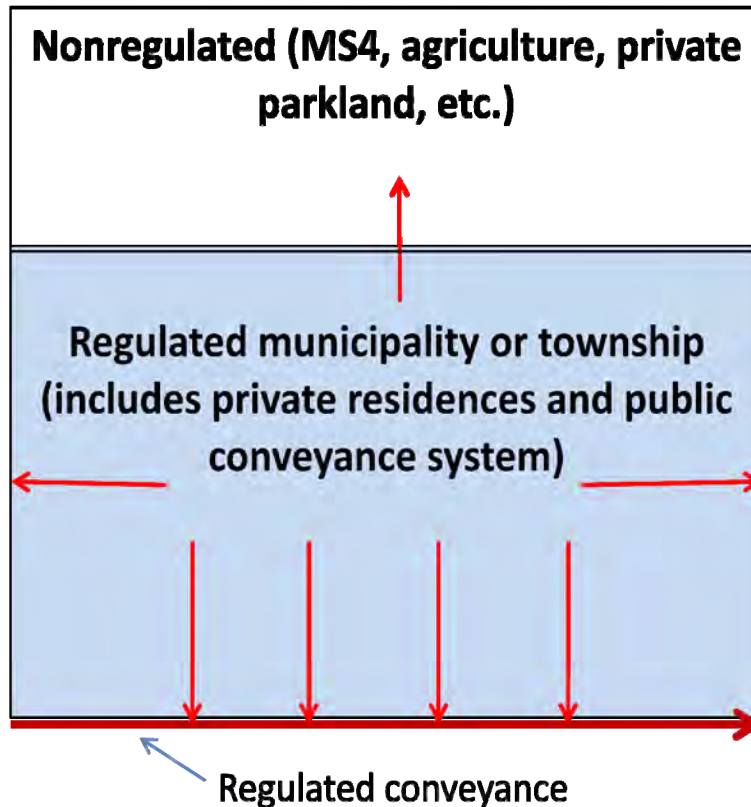 Nonregulated (MS4, agriculture, private
parkland, etc.)
Regulated municipality or township
(includes private residences and public
conveyance system)
Regulated conveyance